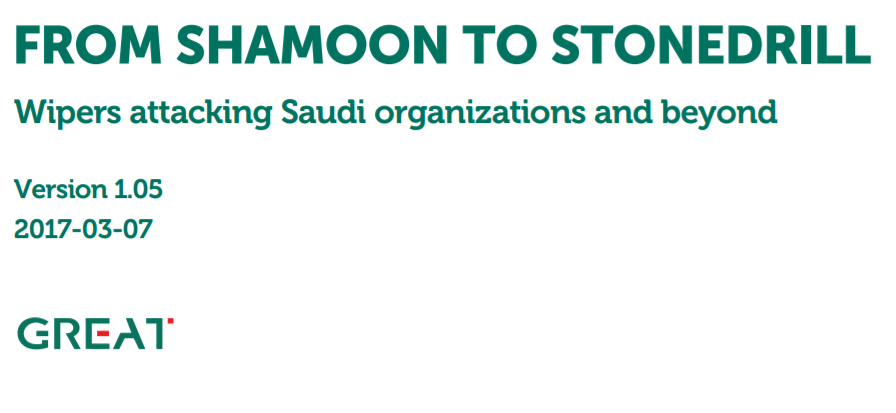 FROM SHAMOON TO STONEDRILL
Wipers attacking Saudi organizations and beyond
Version 1.05
2017-03-07
GREAT